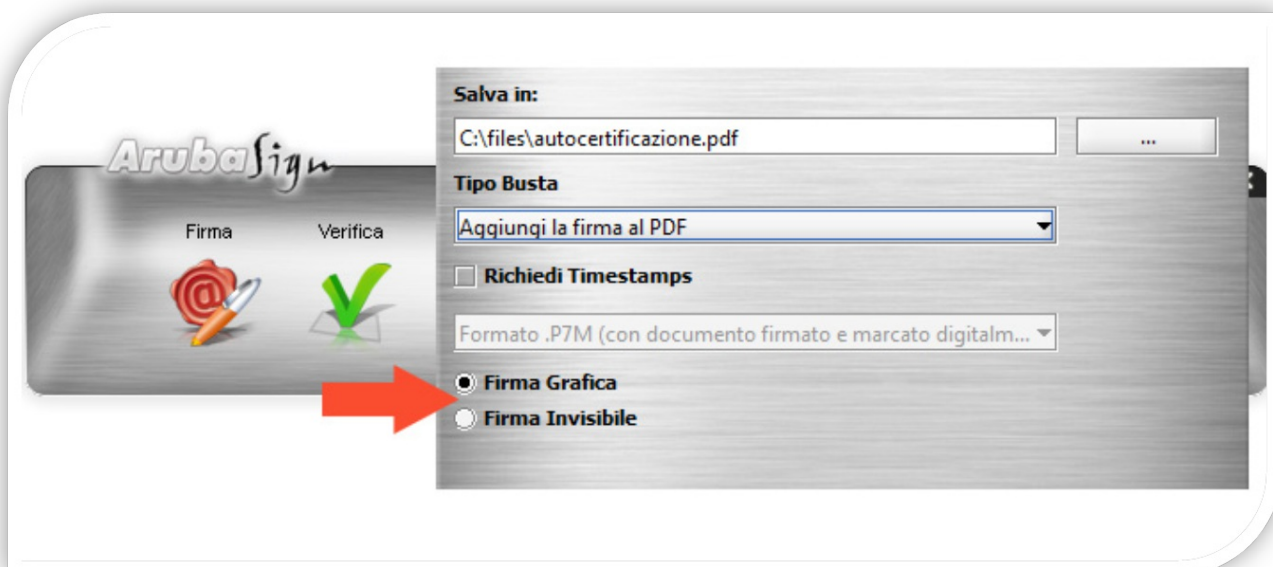 ArubaSign
Firma
Verifica
Salva in:
C:\files\autocertificazione.pdf
...
Tipo Busta
Aggiungi la firma al PDF
Richiedi Timestamps
Formato .P7M (con documento firmato e marcato digitalm...
Firma Grafica
Firma Invisibile